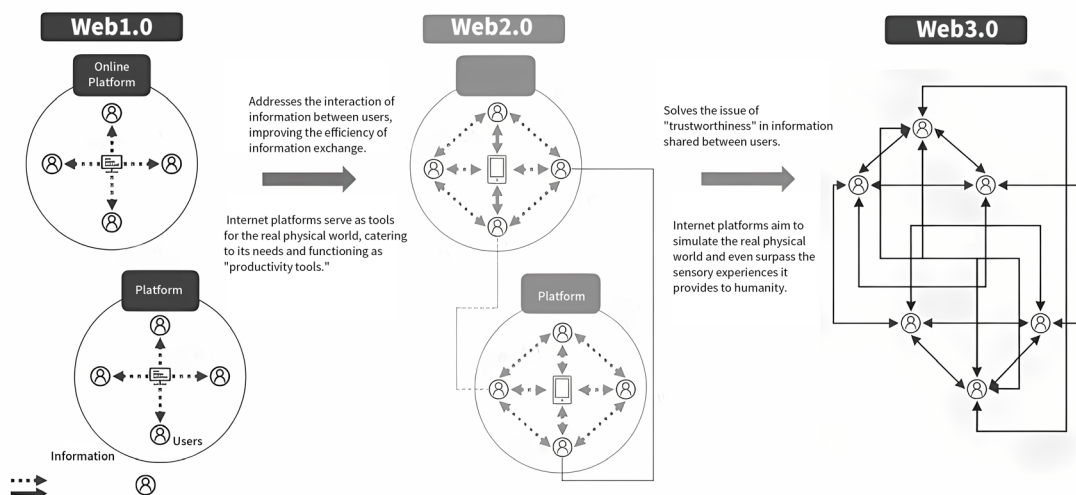 Web1.0
Online
Platform
Addresses the interaction of
information between users,
improving the efficiency of
information exchange.
Internet platforms serve as tools
for the real physical world, catering
to its needs and functioning as
"productivity tools."
Platform
Users
Information
Web2.0
Platform
Solves the issue of
"trustworthiness" in information
shared between users.
Internet platforms aim to
simulate the real physical
world and even surpass the
sensory experiences it
provides to humanity.
Web3.0